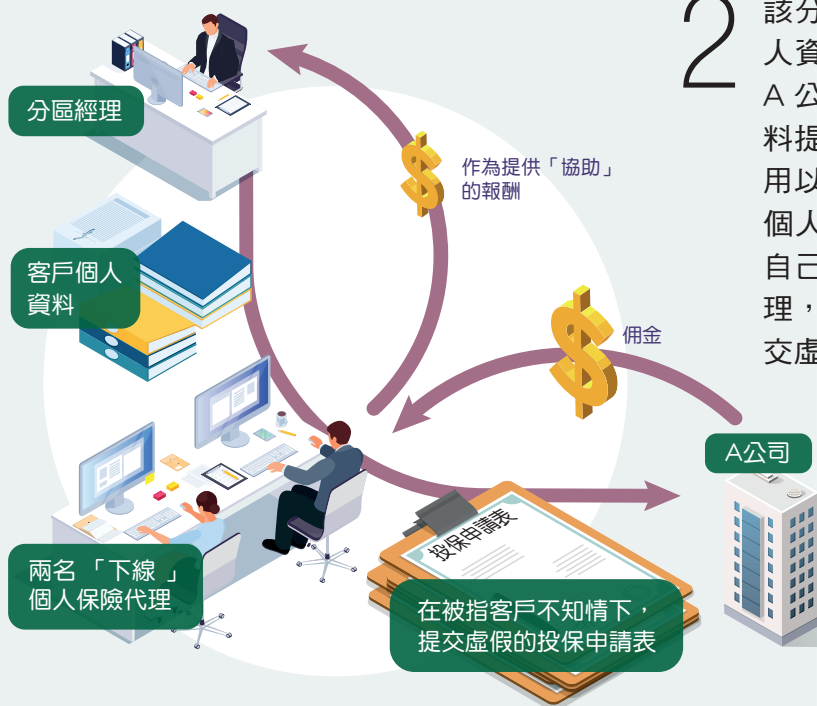 分區經理
客戶個人
資料
兩名「下線」
個人保險代理
作為提供「協助」
的報酬
佣金
A公司
投保申請表
在被指客戶不知情下，
提交虛假的投保申請表
2
該分
人資
A 公
料提
用以
個人
自己
理，
交虛